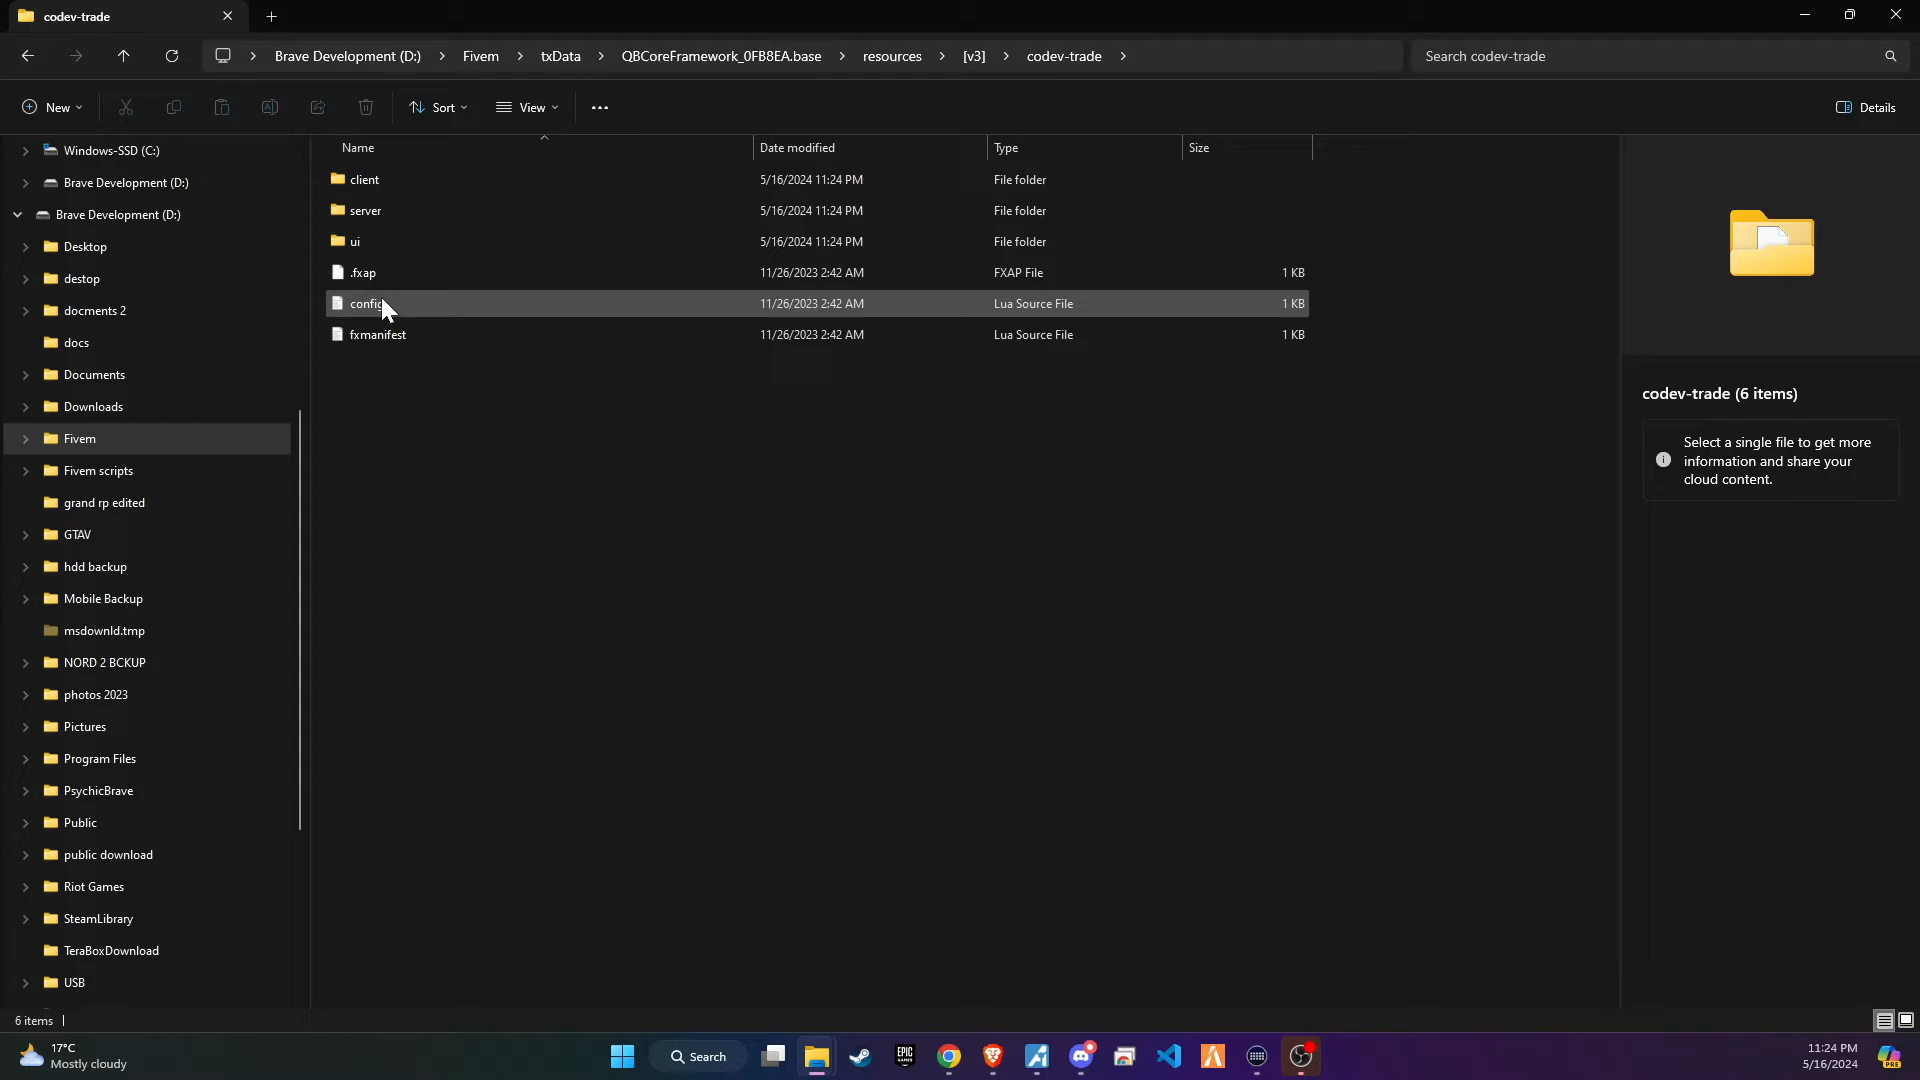 codev-trade
Brave Development (D:) Fivem txData QBCoreFramework_0FB8EA.base resources [v3] codev-trade
Search codev-trade
New
Sort
View
Details
Windows-SSD (C:)
Brave Development (D:)
Brave Development (D:)
Desktop
destop
docments 2
docs
Documents
Downloads
Fivem
Fivem scripts
grand rp edited
GTAV
hdd backup
Mobile Backup
msdownld.tmp
NORD 2 BCKUP
photos 2023
Pictures
Program Files
PsychicBrave
Public
public download
Riot Games
SteamLibrary
TeraBoxDownload
USB
Name Date modified Type Size
client 5/16/2024 11:24 PM File folder
server 5/16/2024 11:24 PM File folder
ui 5/16/2024 11:24 PM File folder
.fxap 11/26/2023 2:42 AM FXAP File 1 KB
config 11/26/2023 2:42 AM Lua Source File 1 KB
fxmanifest 11/26/2023 2:42 AM Lua Source File 1 KB
codev-trade (6 items)
Select a single file to get more
information and share your
cloud content.
6 items
17°C
Mostly cloudy
Search
EPIC
GAMES
PRE
11:24 PM
5/16/2024